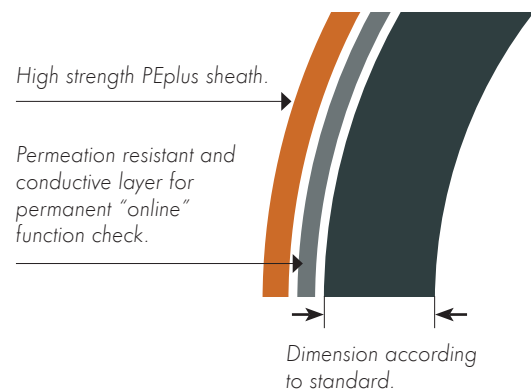 High strength PEplus sheath.
Permeation resistant and
conductive layer for
permanent “online”
function check.
Dimension according
to standard.